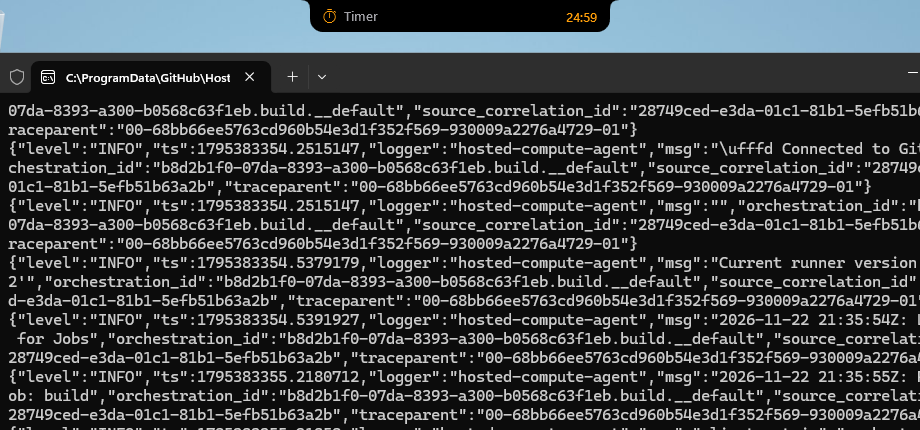 Timer 24:59
C:\ProgramData\GitHub\Host
07da-8393-a300-b0568c63f1eb.build.__default","source_correlation_id":"28749ced-e3da-01c1-81b1-5efb51b6
raceparent":"00-68bb66ee5763cd960b54e3d1f352f569-930009a2276a4729-01"}
{"level":"INFO","ts":1795383354.2515147,"logger":"hosted-compute-agent","msg":"\ufffd Connected to Git
chestration_id":"b8d2b1f0-07da-8393-a300-b0568c63f1eb.build.__default","source_correlation_id":"28749c
01c1-81b1-5efb51b63a2b","traceparent":"00-68bb66ee5763cd960b54e3d1f352f569-930009a2276a4729-01"}
{"level":"INFO","ts":1795383354.2515147,"logger":"hosted-compute-agent","msg":"","orchestration_id":"b
07da-8393-a300-b0568c63f1eb.build.__default","source_correlation_id":"28749ced-e3da-01c1-81b1-5efb51b6
raceparent":"00-68bb66ee5763cd960b54e3d1f352f569-930009a2276a4729-01"}
{"level":"INFO","ts":1795383354.5379179,"logger":"hosted-compute-agent","msg":"Current runner version
2'","orchestration_id":"b8d2b1f0-07da-8393-a300-b0568c63f1eb.build.__default","source_correlation_id"
d-e3da-01c1-81b1-5efb51b63a2b","traceparent":"00-68bb66ee5763cd960b54e3d1f352f569-930009a2276a4729-01"
{"level":"INFO","ts":1795383354.5391927,"logger":"hosted-compute-agent","msg":"2026-11-22 21:35:54Z:
for Jobs","orchestration_id":"b8d2b1f0-07da-8393-a300-b0568c63f1eb.build.__default","source_correlati
28749ced-e3da-01c1-81b1-5efb51b63a2b","traceparent":"00-68bb66ee5763cd960b54e3d1f352f569-930009a2276a4
{"level":"INFO","ts":1795383355.2180712,"logger":"hosted-compute-agent","msg":"2026-11-22 21:35:55Z:
ob: build","orchestration_id":"b8d2b1f0-07da-8393-a300-b0568c63f1eb.build.__default","source_correlat
28749ced-e3da-01c1-81b1-5efb51b63a2b","traceparent":"00-68bb66ee5763cd960b54e3d1f352f569-930009a2276a4